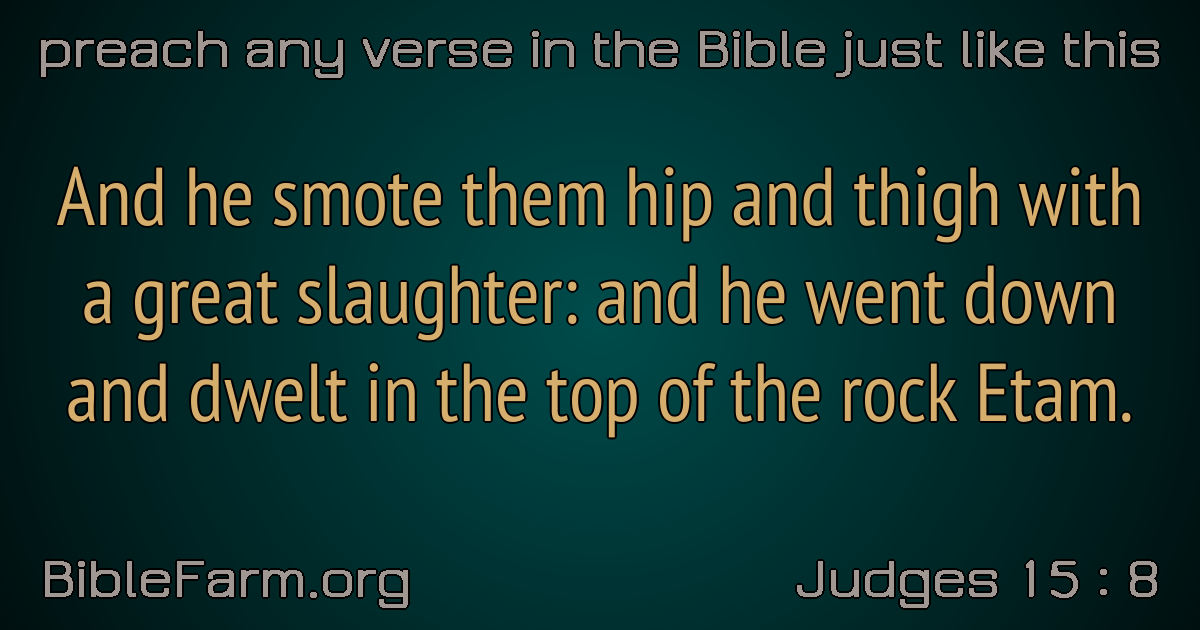 preach any verse in the Bible just like this
And he smote them hip and thigh with
a great slaughter: and he went down
and dwelt in the top of the rock Etam.
BibleFarm.org
Judges 15 : 8